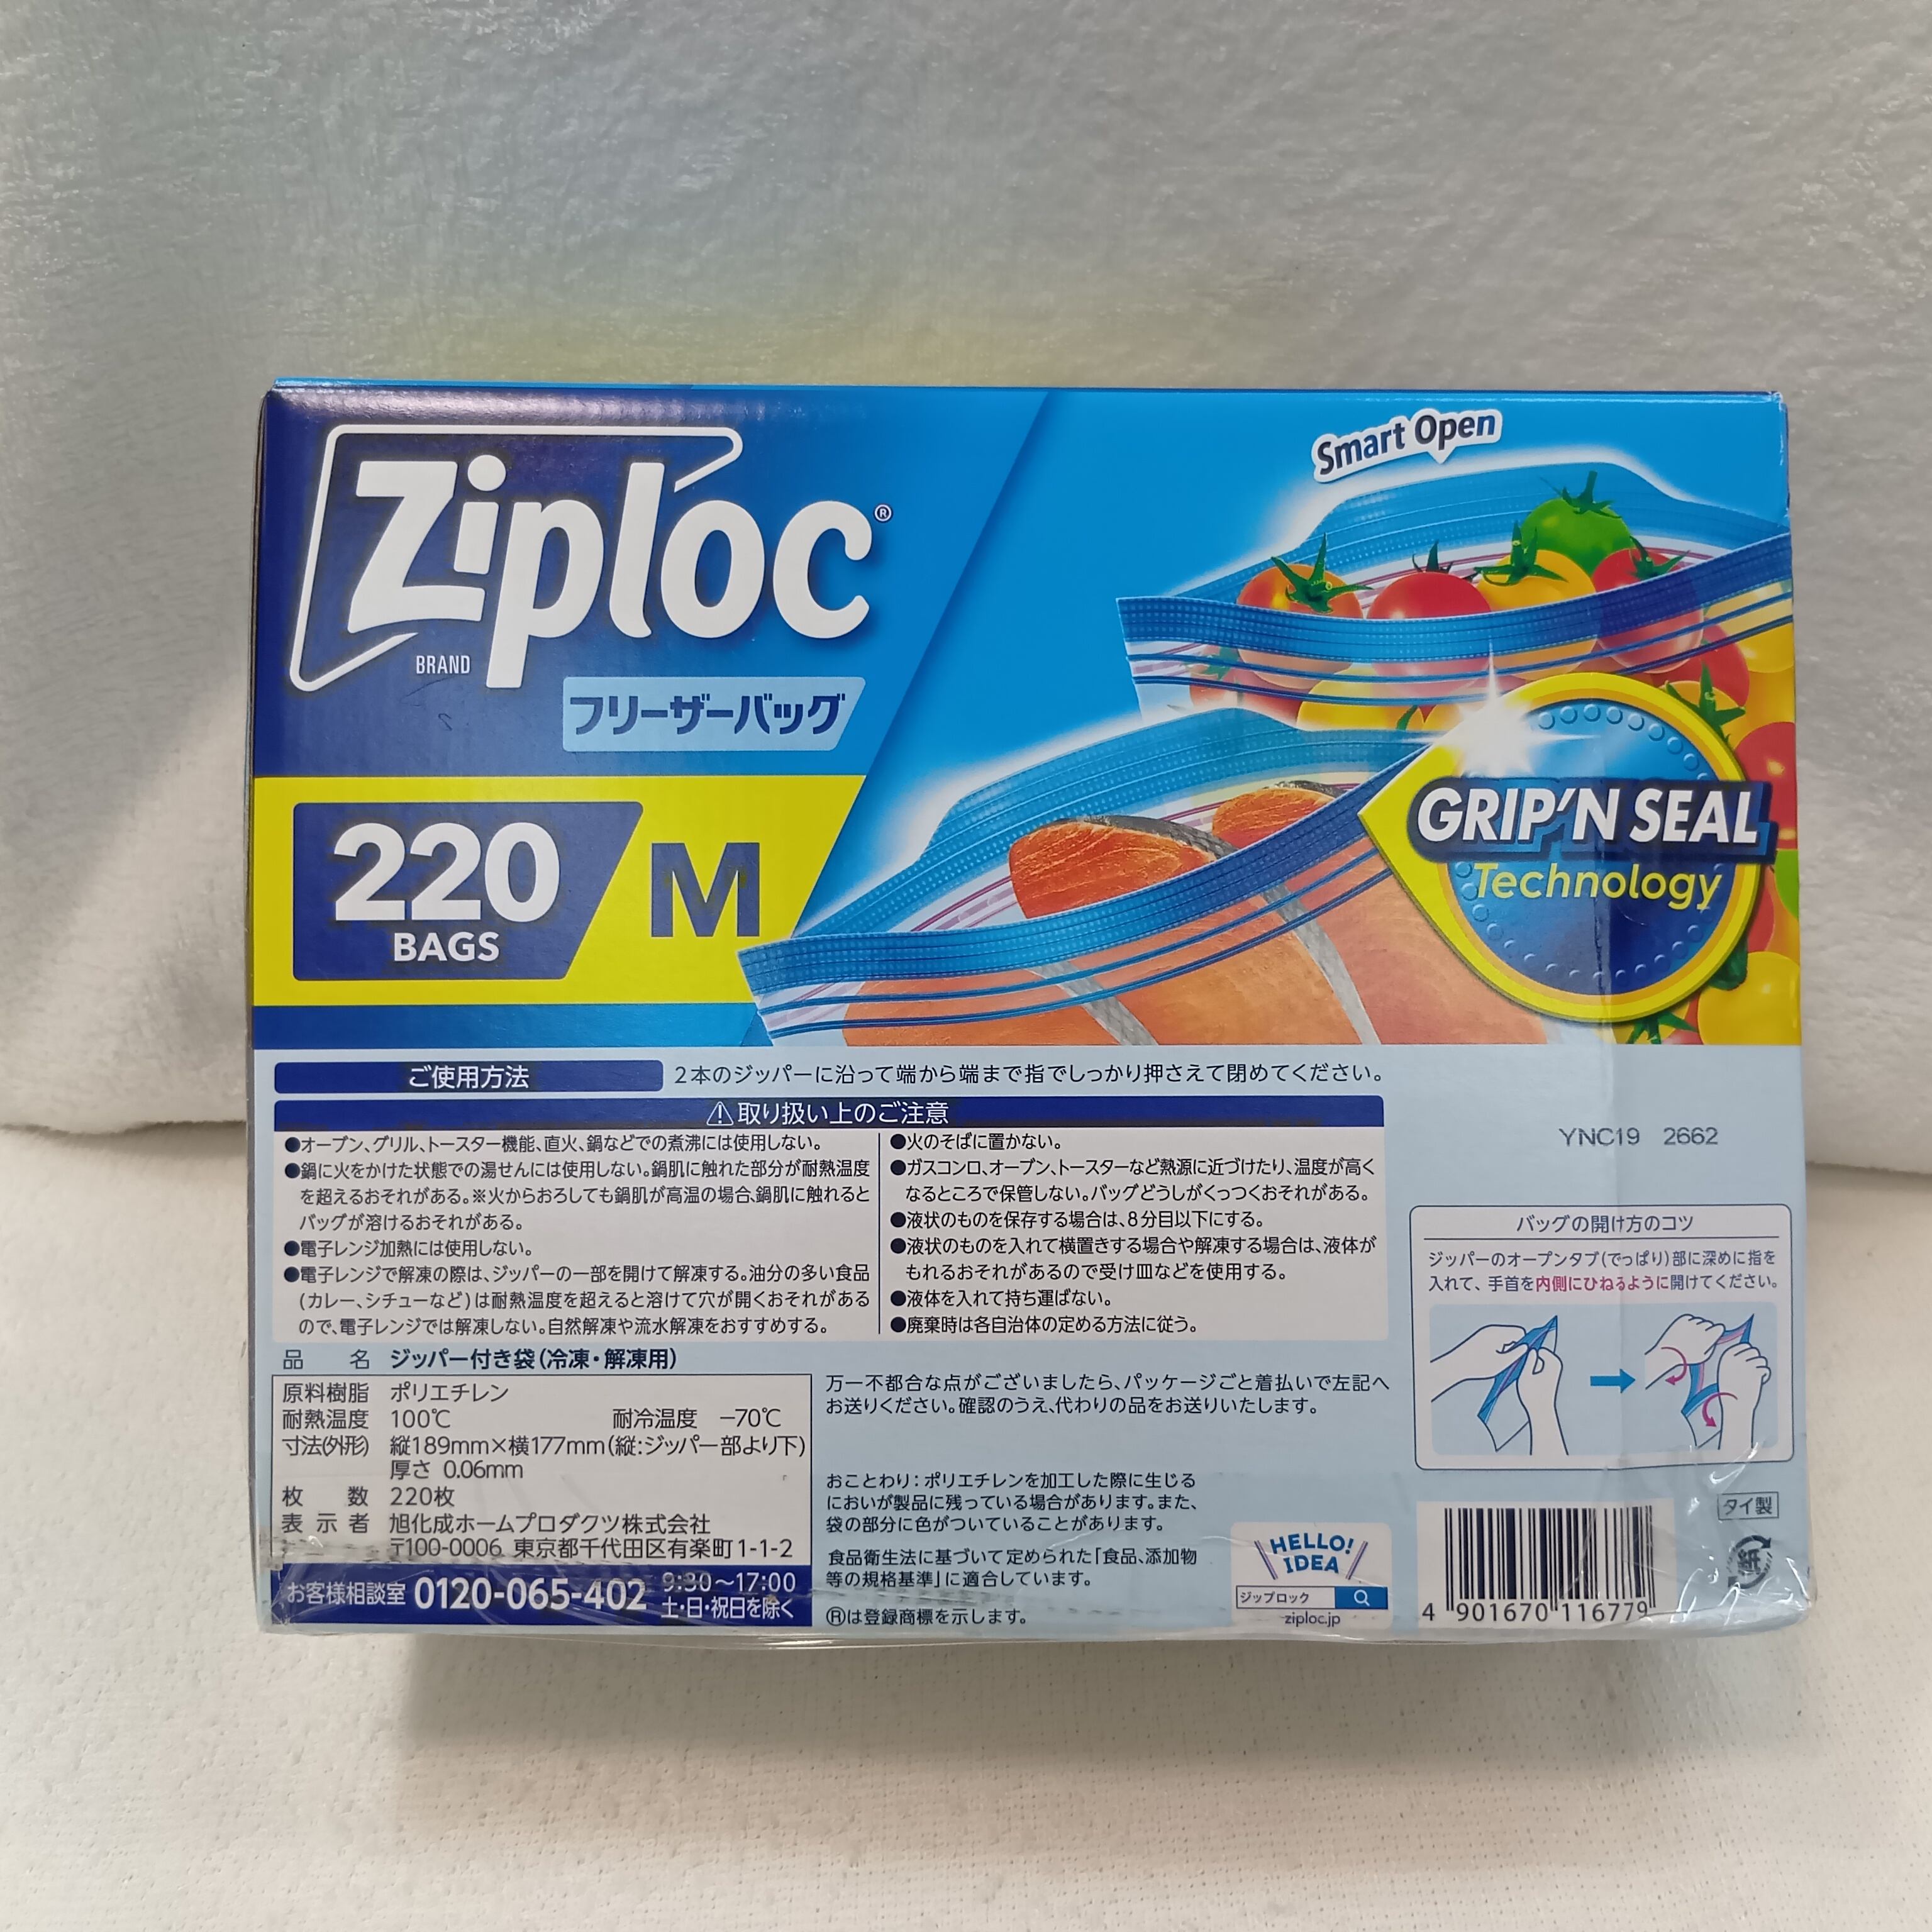 Ziploc®
BRAND
フリーザーバッグ
220
BAGS
M
Smart Open
GRIP'N SEAL
Technology
ご使用方法
2本のジッパーに沿って端から端まで指でしっかり押さえて閉めてください。
⚠取り扱い上のご注意
●オーブン、グリル、トースター機能、直火、鍋などでの煮沸には使用しない。
●鍋に火をかけた状態での湯せんには使用しない。鍋肌に触れた部分が耐熱温度
を超えるおそれがある。※火からおろしても鍋肌が高温の場合、鍋肌に触れると
バッグが溶けるおそれがある。
●電子レンジ加熱には使用しない。
●電子レンジで解凍の際は、ジッパーの一部を開けて解凍する。油分の多い食品
(カレー、シチューなど)は耐熱温度を超えると溶けて穴が開くおそれがある
ので、電子レンジでは解凍しない。自然解凍や流水解凍をおすすめする。
●火のそばに置かない。
●ガスコンロ、オーブン、トースターなど熱源に近づけたり、温度が高く
なるところで保管しない。バッグどうしがくっつくおそれがある。
●液状のものを保存する場合は、8分目以下にする。
●液状のものを入れて横置きする場合や解凍する場合は、液体が
もれるおそれがあるので受け皿などを使用する。
●液体を入れて持ち運ばない。
●廃棄時は各自治体の定める方法に従う。
YNC19 2662
バッグの開け方のコツ
ジッパーのオープンタブ(でっぱり)部に深めに指を
入れて、手首を内側にひねるように開けてください。
品名 ジッパー付き袋(冷凍・解凍用)
原料樹脂 ポリエチレン
耐熱温度 100℃ 耐冷温度 −70℃
寸法(外形) 縦189mm×横177mm(縦:ジッパー部より下)
厚さ 0.06mm
枚数 220枚
表示者 旭化成ホームプロダクツ株式会社
〒100-0006 東京都千代田区有楽町1-1-2
お客様相談室 0120-065-402 9:30〜17:00
土・日・祝日を除く
万一不都合な点がございましたら、パッケージごと着払いで左記へ
お送りください。確認のうえ、代わりの品をお送りいたします。
おことわり:ポリエチレンを加工した際に生じる
においが製品に残っている場合があります。また、
袋の部分に色がついていることがあります。
食品衛生法に基づいて定められた「食品、添加物
等の規格基準」に適合しています。
Ⓡは登録商標を示します。
HELLO!
IDEA
ジップロック
ziploc.jp
4 901670 116779
タイ製
紙